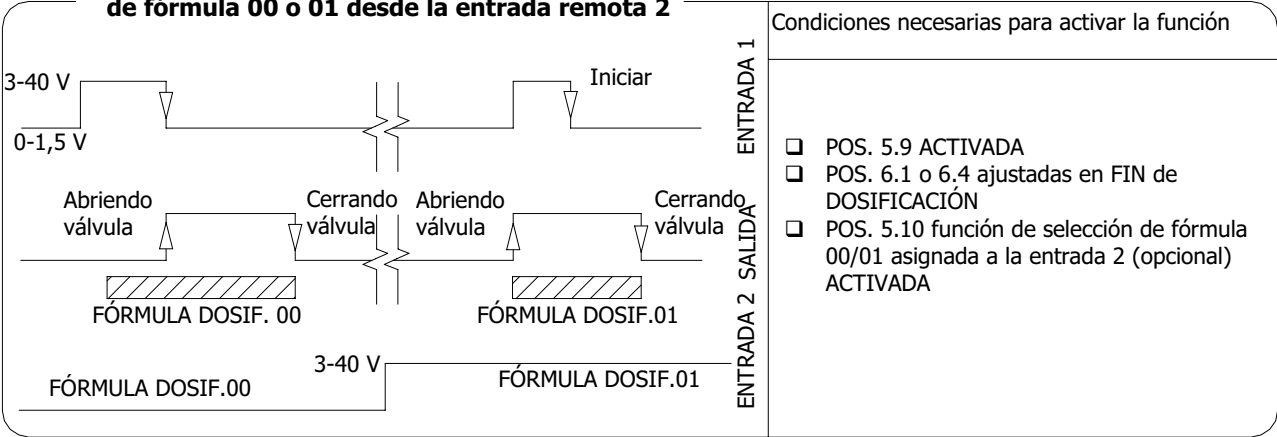 de fórmula 00 o 01 desde la entrada remota 2
Condiciones necesarias para activar la función
3-40 V
0-1,5 V
Iniciar
ENTRADA 1
Abriendo
válvula
Cerrando
válvula
Abriendo
válvula
Cerrando
válvula
SALIDA
FÓRMULA DOSIF. 00
FÓRMULA DOSIF.01
3-40 V
FÓRMULA DOSIF.00
FÓRMULA DOSIF.01
ENTRADA 2
❑ POS. 5.9 ACTIVADA
❑ POS. 6.1 o 6.4 ajustadas en FIN de
DOSIFICACIÓN
❑ POS. 5.10 función de selección de fórmula
00/01 asignada a la entrada 2 (opcional)
ACTIVADA